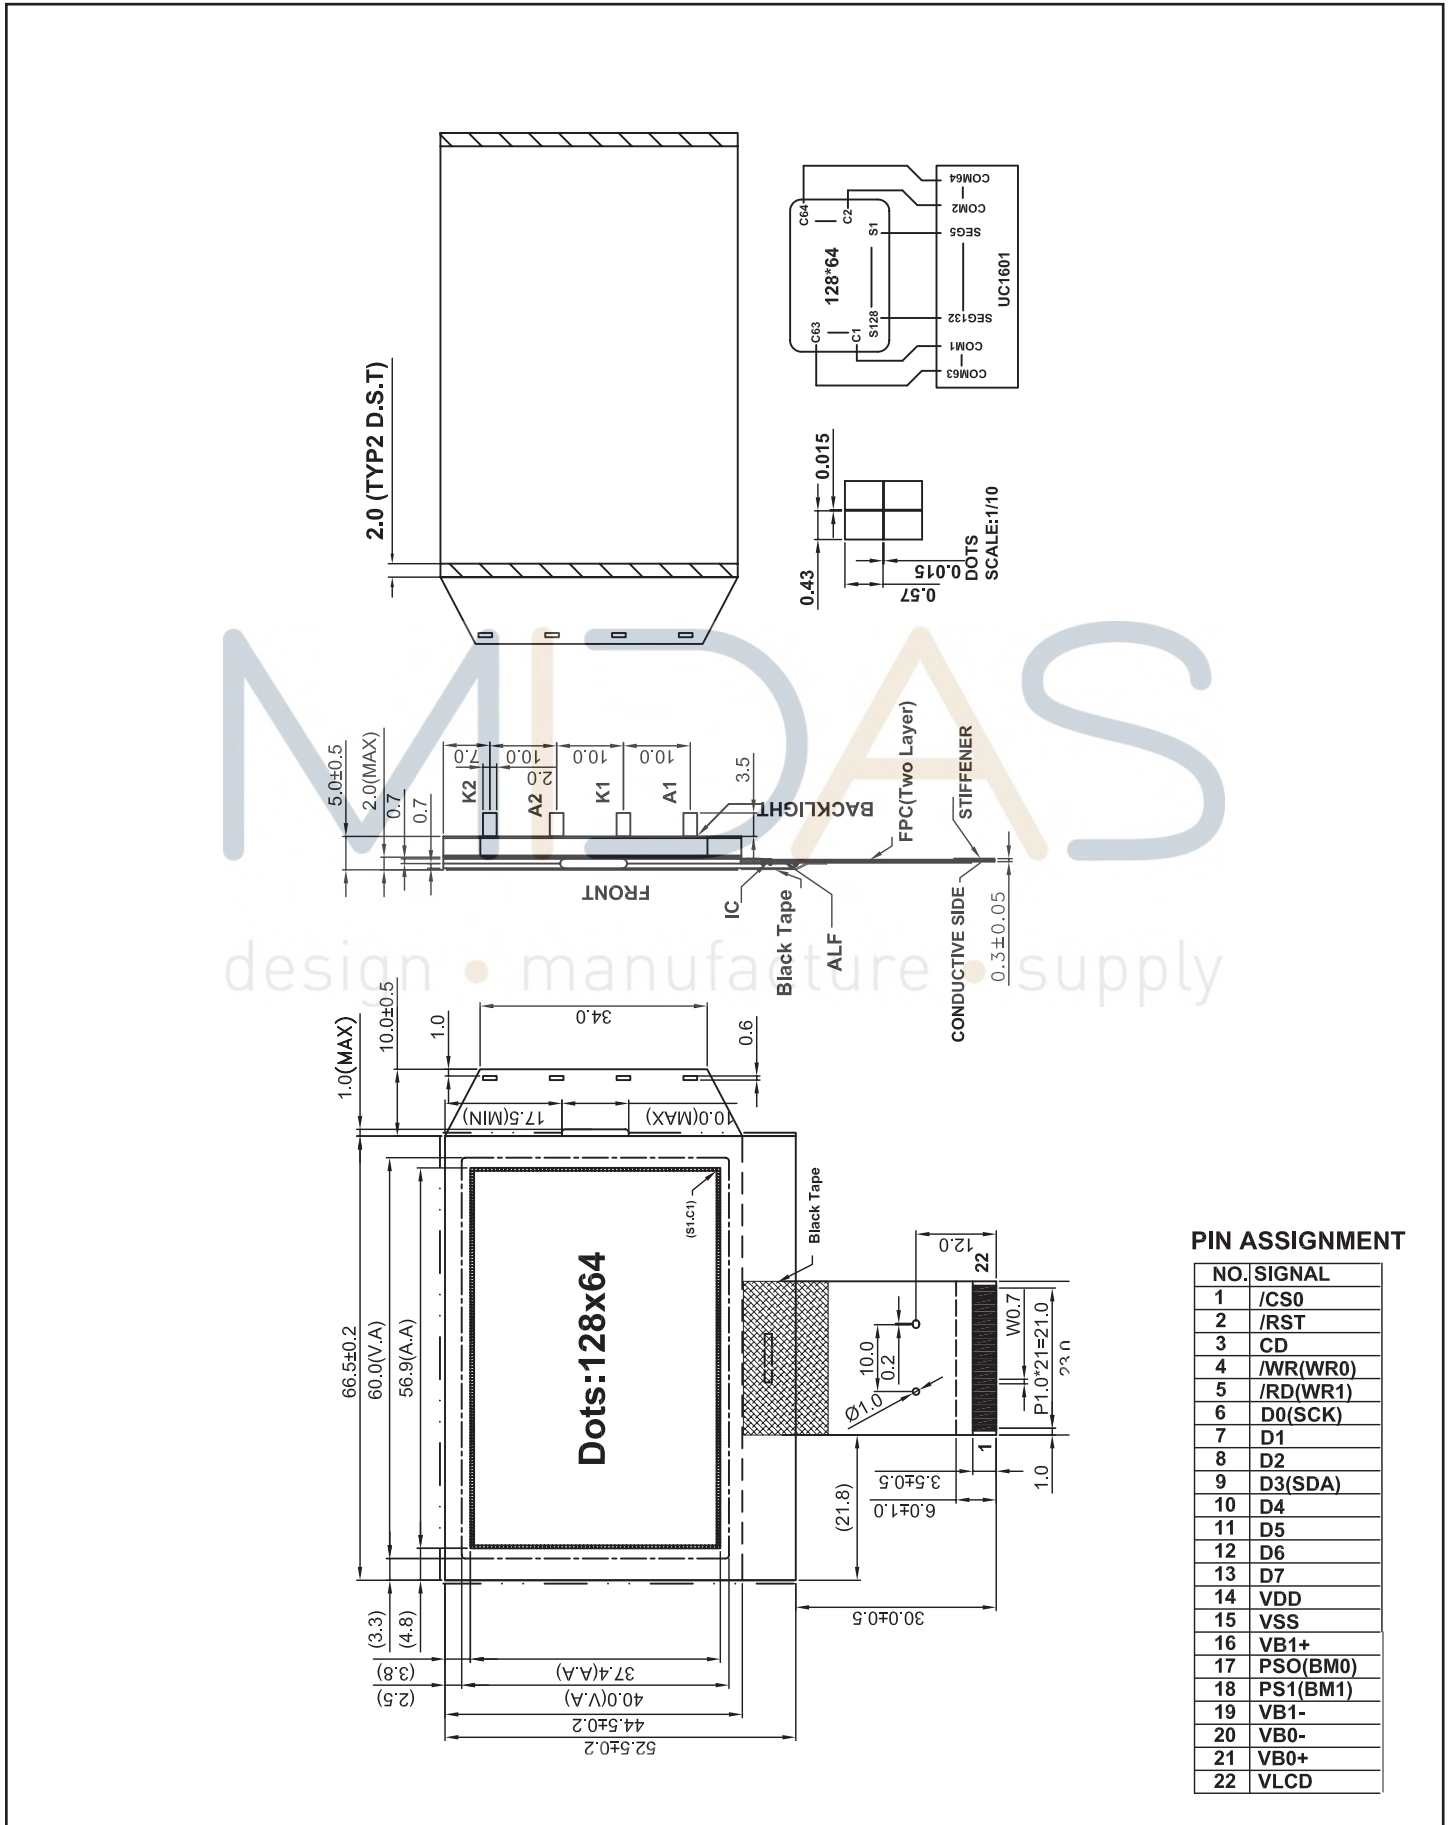 2.0 (TYP2 D.S.T)
C64
C2
S1
128*64
S128
C63
C1
COM64
COM2
SEG5
UC1601
SEG132
COM1
COM63
0.015
0.43
0.015
0.57
DOTS
SCALE:1/10
MIDAS
design • manufacture • supply
5.0±0.5
2.0(MAX)
0.7
0.7
7.0
10.0
10.0
10.0
2.0
K2
A2
K1
A1
3.5
BACKLIGHT
FPC(Two Layer)
STIFFENER
FRONT
IC
Black Tape
ALF
CONDUCTIVE SIDE
0.3±0.05
1.0(MAX)
10.0±0.5
1.0
34.0
0.6
17.5(MIN)
10.0(MAX)
66.5±0.2
60.0(V.A)
56.9(A.A)
(S1.C1)
Dots:128x64
Black Tape
12.0
22
10.0
0.2
Ø1.0
W0.7
P1.0*21=21.0
23.0
1
1.0
3.5±0.5
6.0±1.0
(21.8)
30.0±0.5
(3.3)
(4.8)
(3.8)
37.4(A.A)
(2.5)
40.0(V.A)
44.5±0.2
52.5±0.2
PIN ASSIGNMENT
NO. SIGNAL
1 /CS0
2 /RST
3 CD
4 /WR(WR0)
5 /RD(WR1)
6 D0(SCK)
7 D1
8 D2
9 D3(SDA)
10 D4
11 D5
12 D6
13 D7
14 VDD
15 VSS
16 VB1+
17 PSO(BM0)
18 PS1(BM1)
19 VB1-
20 VB0-
21 VB0+
22 VLCD